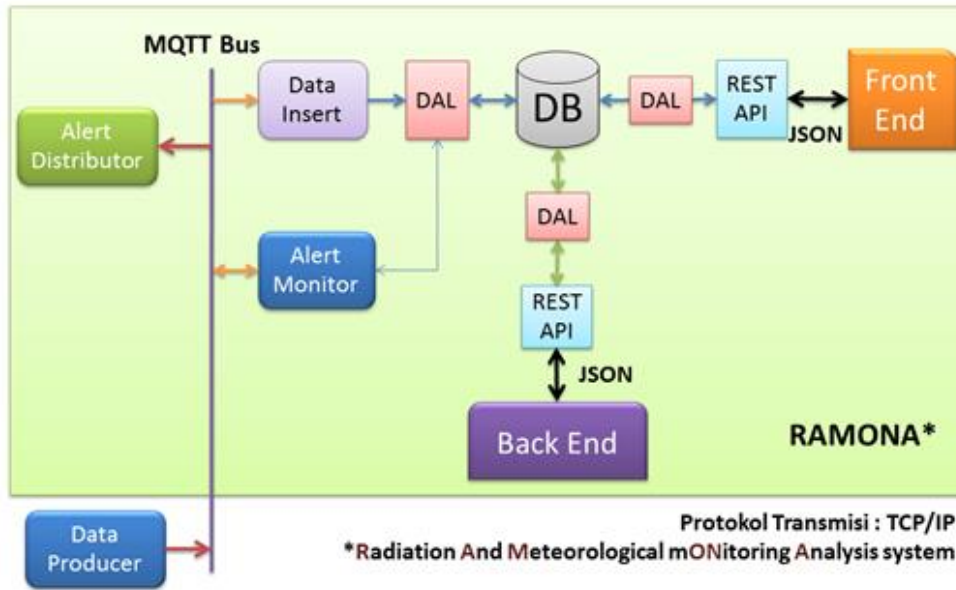 MQTT Bus
Data
Insert
DAL
DB
DAL
REST
API
JSON
Front
End
Alert
Distributor
DAL
Alert
Monitor
REST
API
JSON
Back End
RAMONA*
Data
Producer
Protokol Transmisi : TCP/IP
*Radiation And Meteorological mONitoring Analysis system